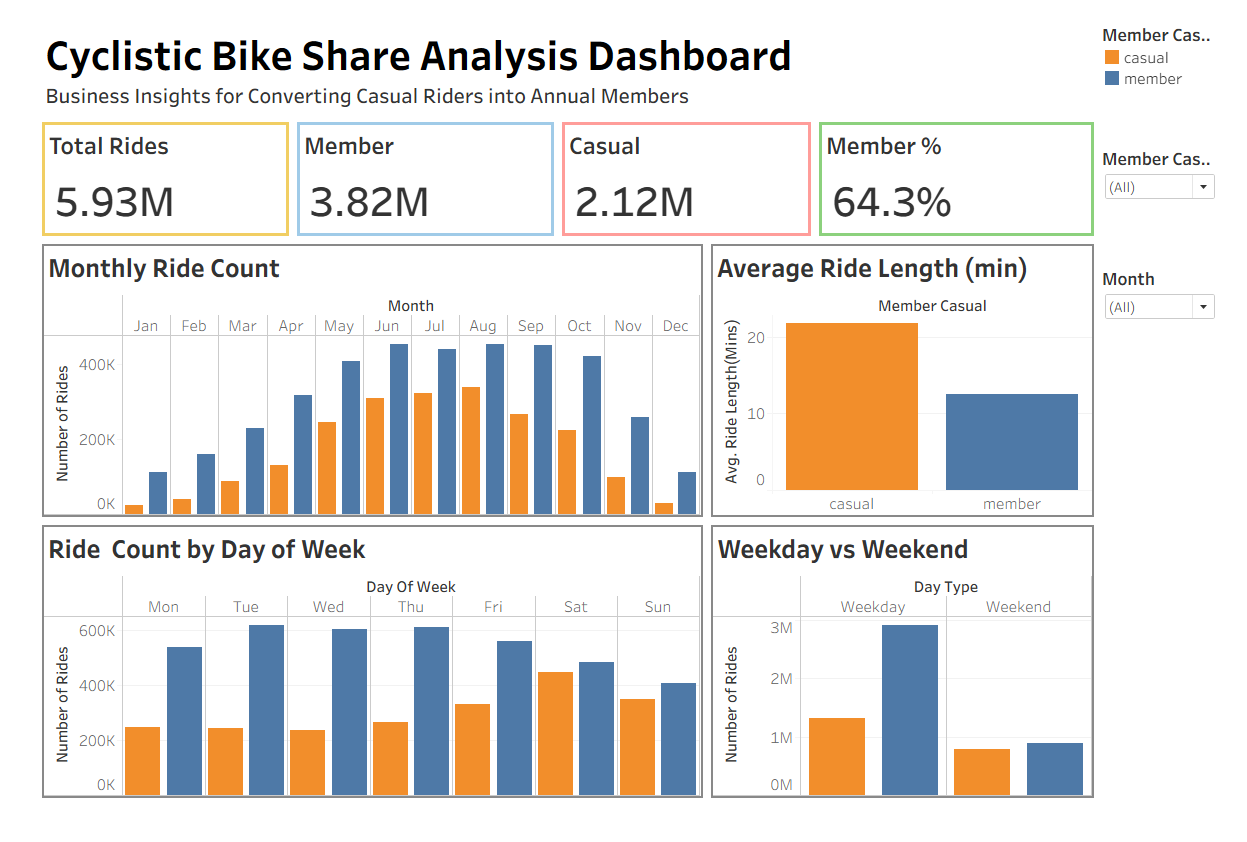 Cyclistic Bike Share Analysis Dashboard
Business Insights for Converting Casual Riders into Annual Members
Member Cas..
casual
member
Total Rides
5.93M
Member
3.82M
Casual
2.12M
Member %
64.3%
Member Cas..
(All)
Month
(All)
Monthly Ride Count
Month
Jan Feb Mar Apr May Jun Jul Aug Sep Oct Nov Dec
Number of Rides
400K
200K
0K
Average Ride Length (min)
Member Casual
Avg. Ride Length(Mins)
20
10
0
casual member
Ride  Count by Day of Week
Day Of Week
Mon Tue Wed Thu Fri Sat Sun
Number of Rides
600K
400K
200K
0K
Weekday vs Weekend
Day Type
Weekday Weekend
Number of Rides
3M
2M
1M
0M